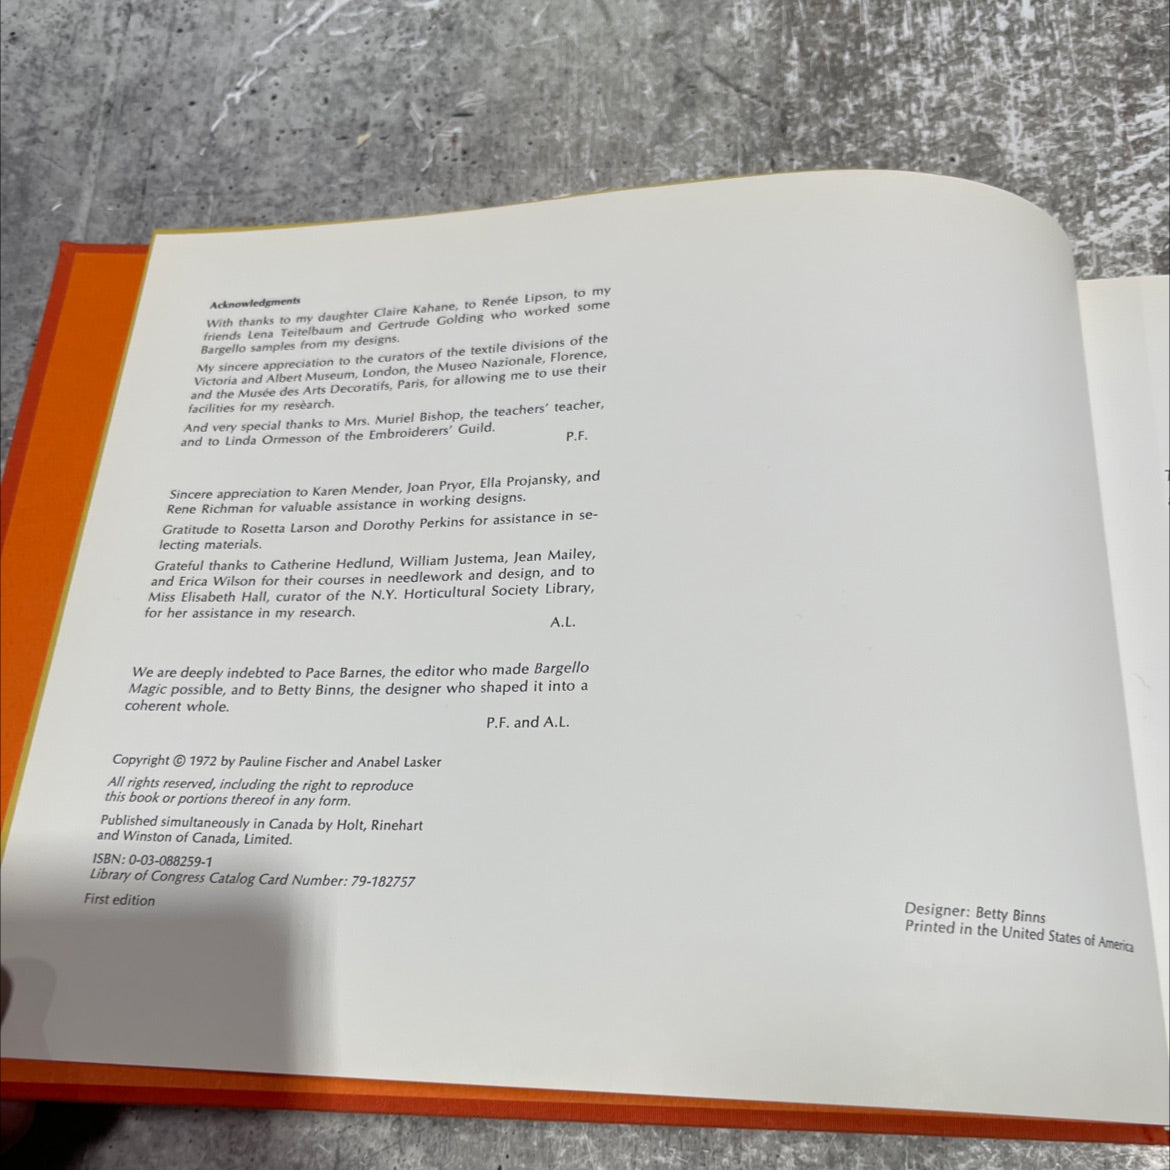 Acknowledgments
With thanks to my daughter Claire Kahane, to Renée Lipson, to my
friends Lena Teitelbaum and Gertrude Golding who worked some
Bargello samples from my designs.
My sincere appreciation to the curators of the textile divisions of the
Victoria and Albert Museum, London, the Museo Nazionale, Florence,
and the Musée des Arts Decoratifs, Paris, for allowing me to use their
facilities for my resèarch.
And very special thanks to Mrs. Muriel Bishop, the teachers' teacher,
and to Linda Ormesson of the Embroiderers' Guild.
P.F.
Sincere appreciation to Karen Mender, Joan Pryor, Ella Projansky, and
Rene Richman for valuable assistance in working designs.
Gratitude to Rosetta Larson and Dorothy Perkins for assistance in se-
lecting materials.
Grateful thanks to Catherine Hedlund, William Justema, Jean Mailey,
and Erica Wilson for their courses in needlework and design, and to
Miss Elisabeth Hall, curator of the N.Y. Horticultural Society Library,
for her assistance in my research.
A.L.
We are deeply indebted to Pace Barnes, the editor who made Bargello
Magic possible, and to Betty Binns, the designer who shaped it into a
coherent whole.
P.F. and A.L.
Copyright © 1972 by Pauline Fischer and Anabel Lasker
All rights reserved, including the right to reproduce
this book or portions thereof in any form.
Published simultaneously in Canada by Holt, Rinehart
and Winston of Canada, Limited.
ISBN: 0-03-088259-1
Library of Congress Catalog Card Number: 79-182757
First edition
Designer: Betty Binns
Printed in the United States of America